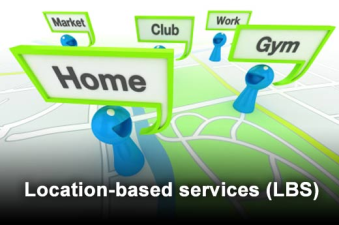 Market
Club
Work
Gym
Home
Location-based services (LBS)